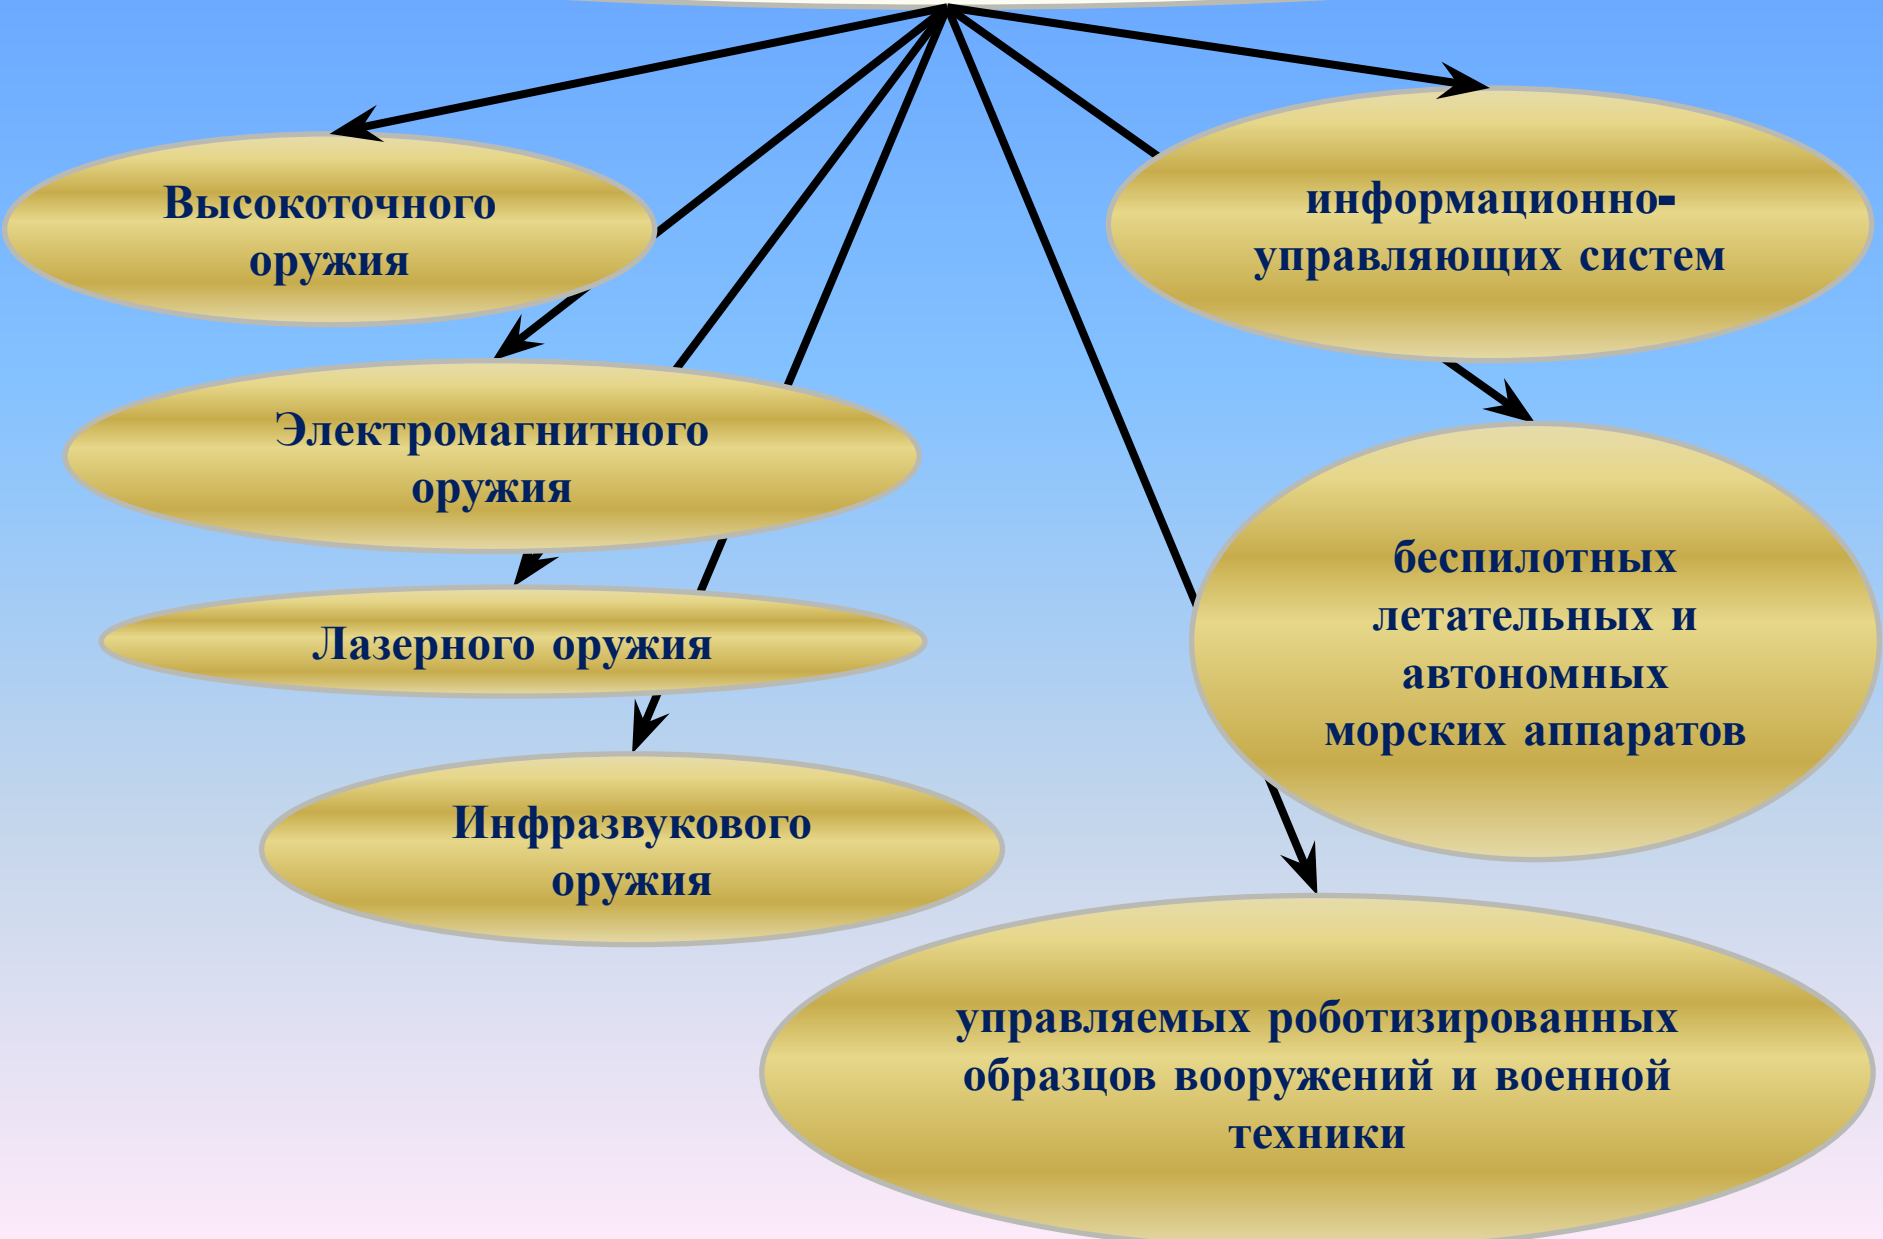 Высокоточного
оружия
Электромагнитного
оружия
Лазерного оружия
Инфразвукового
оружия
информационно-
управляющих систем
беспилотных
летательных и
автономных
морских аппаратов
управляемых роботизированных
образцов вооружений и военной
техники